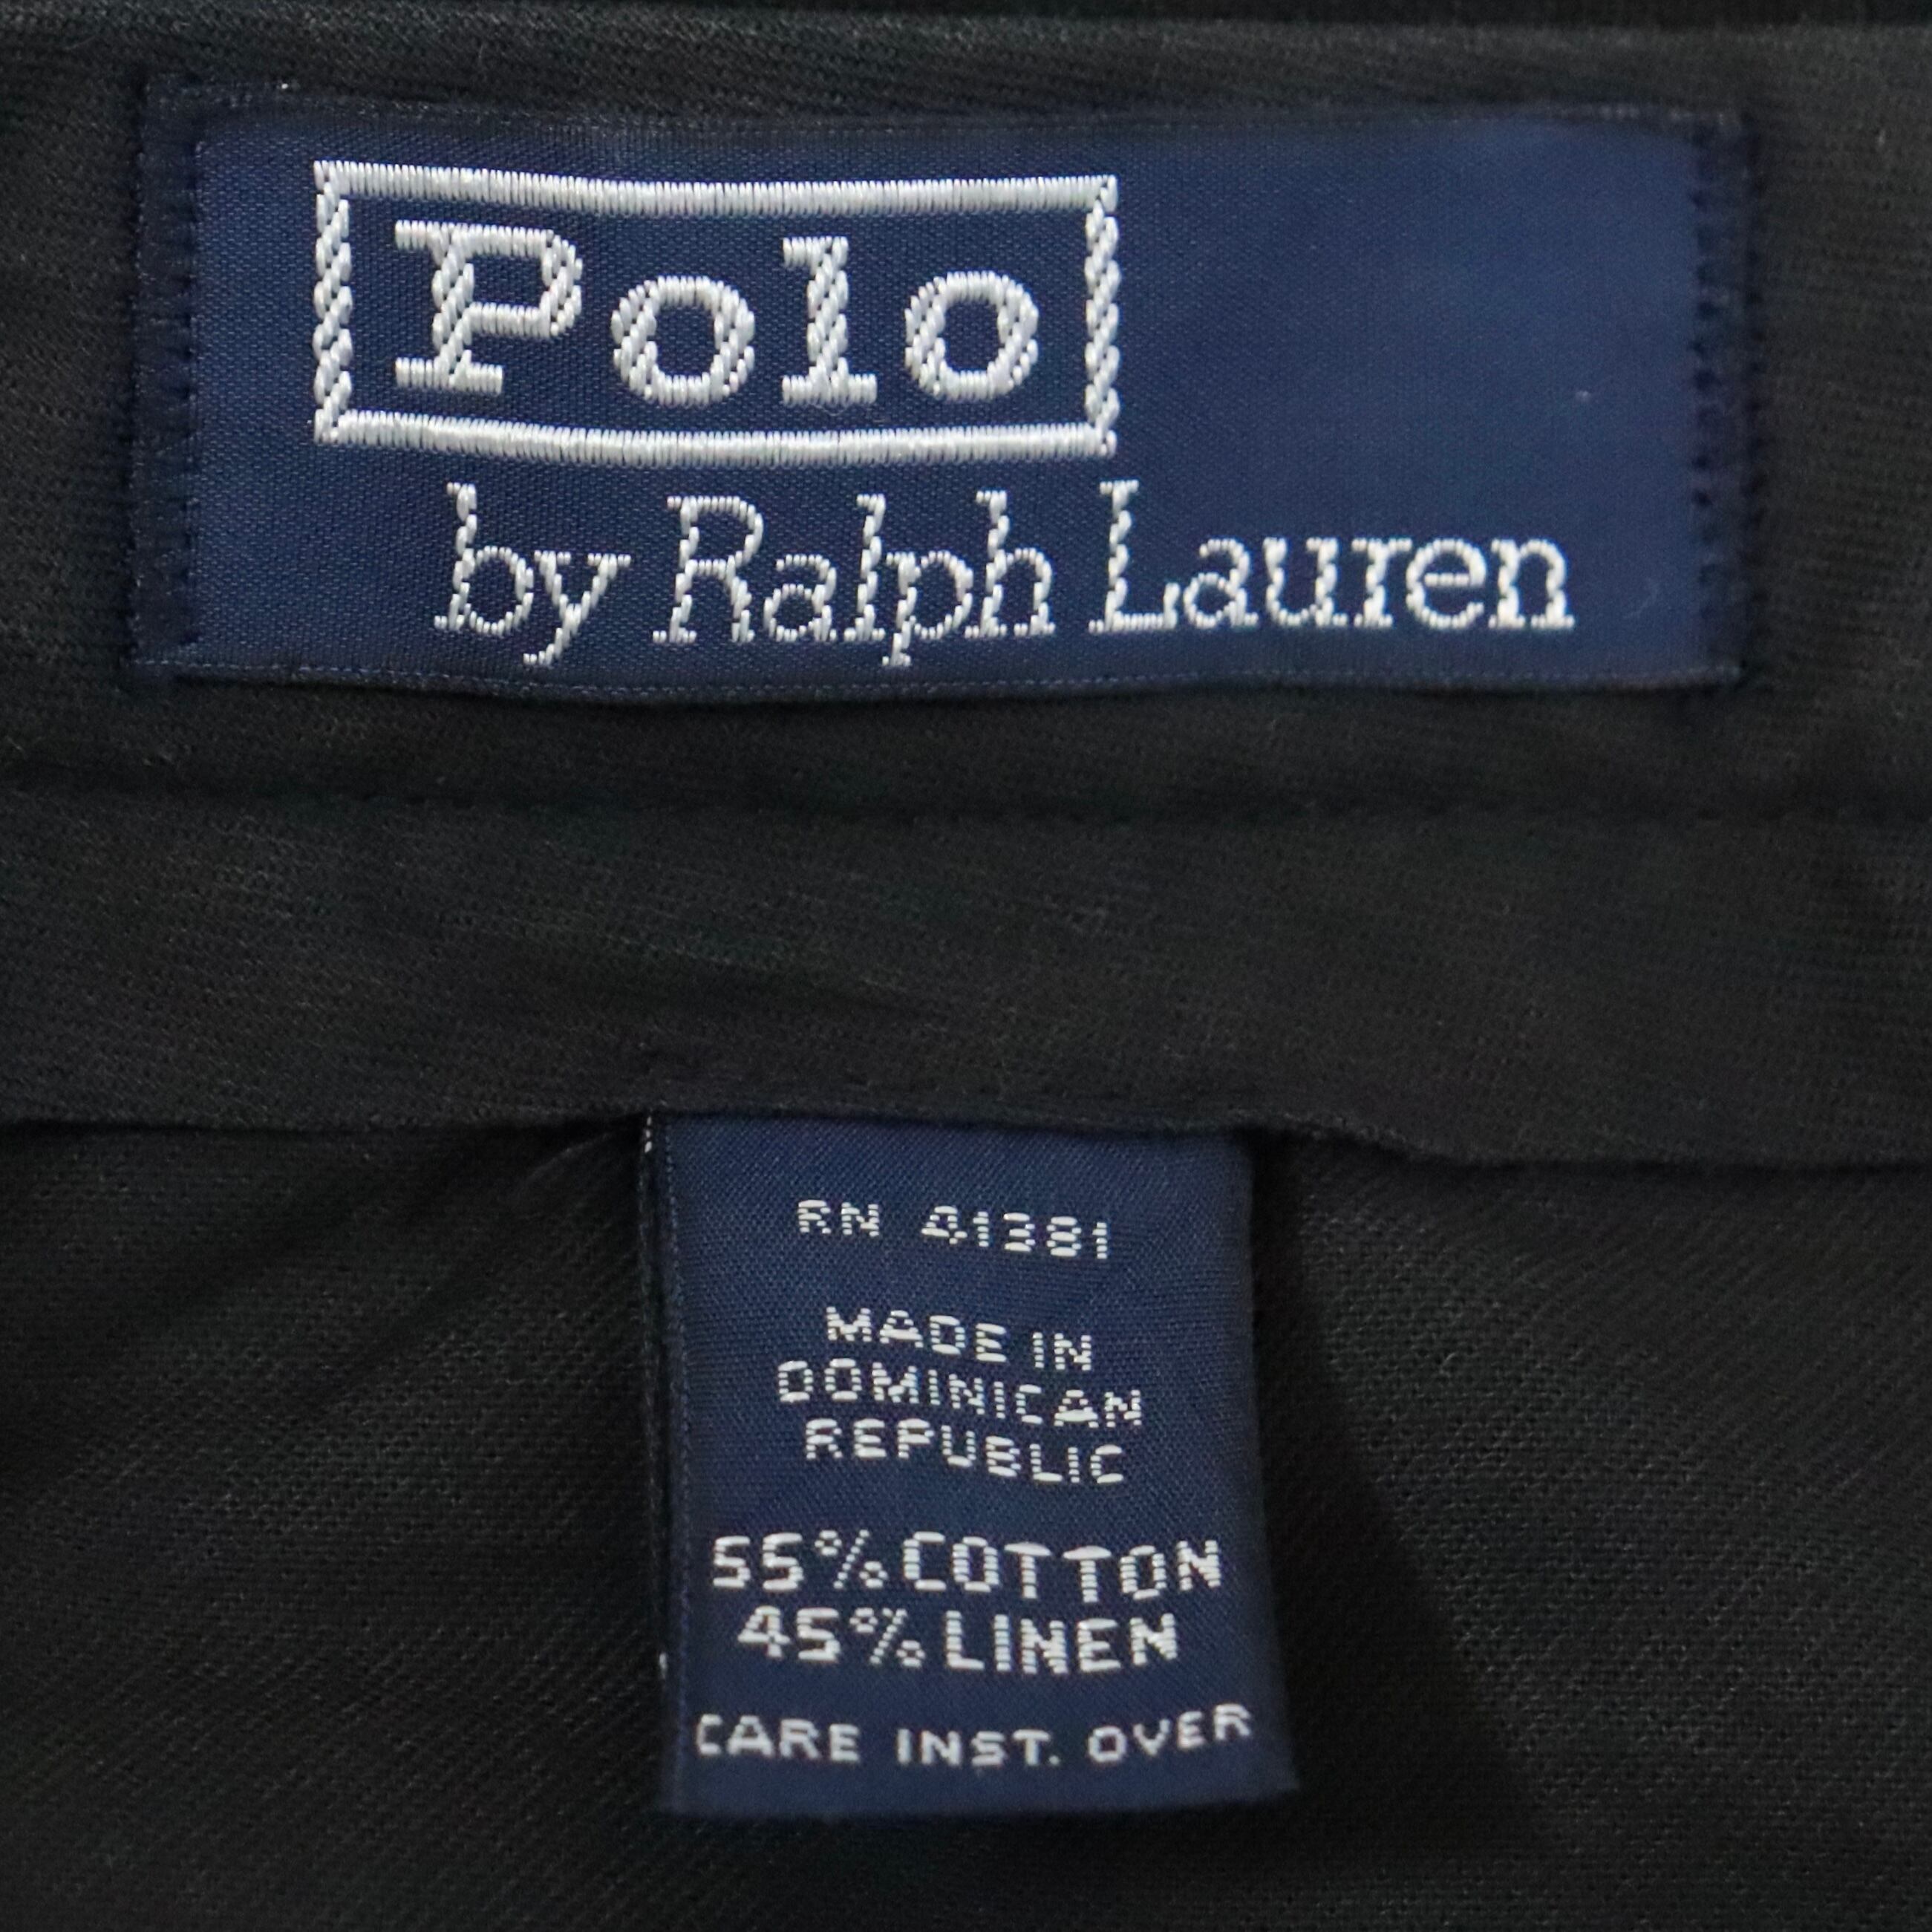 Polo
by Ralph Lauren
RN 41381
MADE IN
DOMINICAN
REPUBLIC
55% COTTON
45% LINEN
CARE INST. OVER